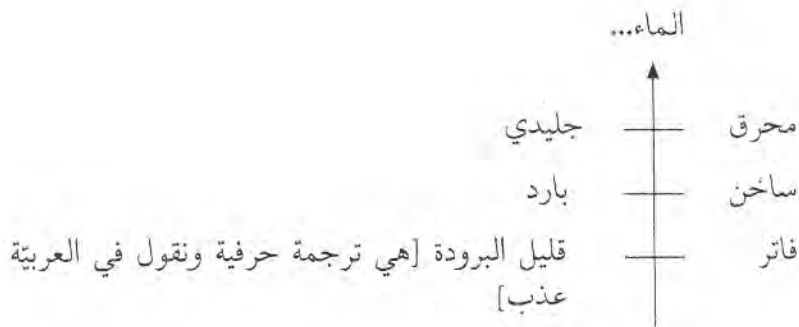 الماء...
محرق جليدي
ساخن بارد
فاتر قليل البرودة [هي ترجمة حرفية ونقول في العربيّة
عذب]